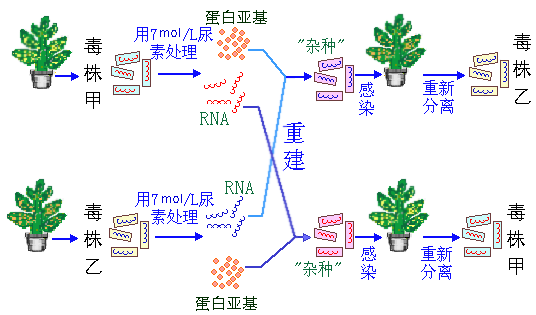 毒株甲
用7mol/L尿素处理
蛋白亚基
RNA
"杂种"
感染
重新分离
毒株乙
重建
毒株乙
用7mol/L尿素处理
RNA
蛋白亚基
"杂种"
感染
重新分离
毒株甲